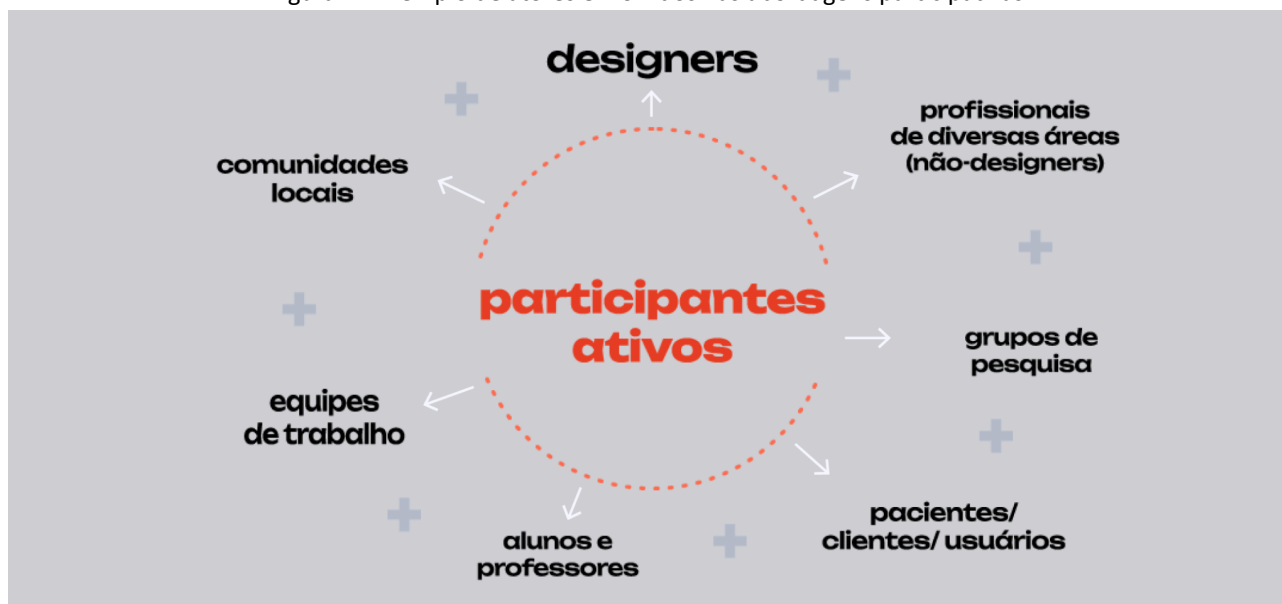 designers
profissionais
de diversas áreas
(não-designers)
comunidades
locais
participantes
ativos
grupos de
pesquisa
equipes
de trabalho
pacientes/
clientes/ usuários
alunos e
professores